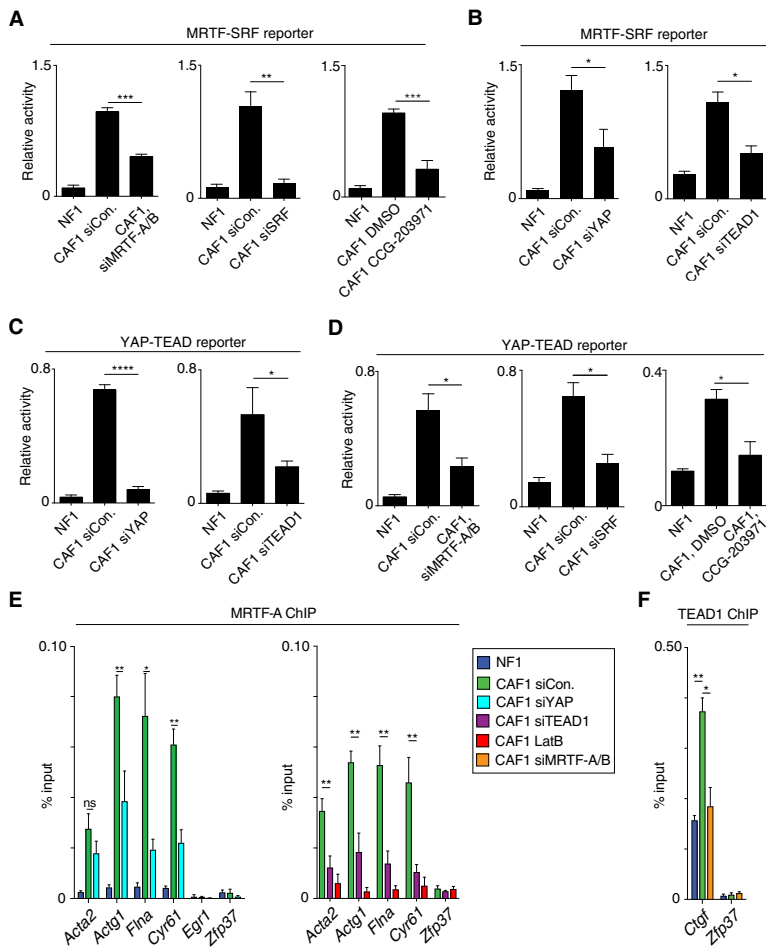 A
MRTF-SRF reporter
Relative activity
1.5
0
***
NF1
CAF1 siCon.
CAF1,
siMRTF-A/B
1.5
0
**
NF1
CAF1 siCon.
CAF1 siSRF
1.5
0
***
NF1
CAF1 DMSO
CAF1 CCG-203971
B
MRTF-SRF reporter
Relative activity
1.5
0
*
NF1
CAF1 siCon.
CAF1 siYAP
1.5
0
*
NF1
CAF1 siCon.
CAF1 siTEAD1
C
YAP-TEAD reporter
Relative activity
0.8
0
****
NF1
CAF1 siCon.
CAF1 siYAP
0.8
0
*
NF1
CAF1 siCon.
CAF1 siTEAD1
D
YAP-TEAD reporter
Relative activity
0.8
0
*
NF1
CAF1 siCon.
CAF1,
siMRTF-A/B
0.8
0
*
NF1
CAF1 siCon.
CAF1 siSRF
0.4
0
*
NF1
CAF1, DMSO
CAF1,
CCG-203971
E
MRTF-A ChIP
% input
0.10
0
ns
**
*
**
Acta2
Actg1
Flna
Cyr61
Egr1
Zfp37
% input
0.10
0
**
**
**
**
Acta2
Actg1
Flna
Cyr61
Zfp37
NF1
CAF1 siCon.
CAF1 siYAP
CAF1 siTEAD1
CAF1 LatB
CAF1 siMRTF-A/B
F
TEAD1 ChIP
% input
0.50
0
**
*
Ctgf
Zfp37